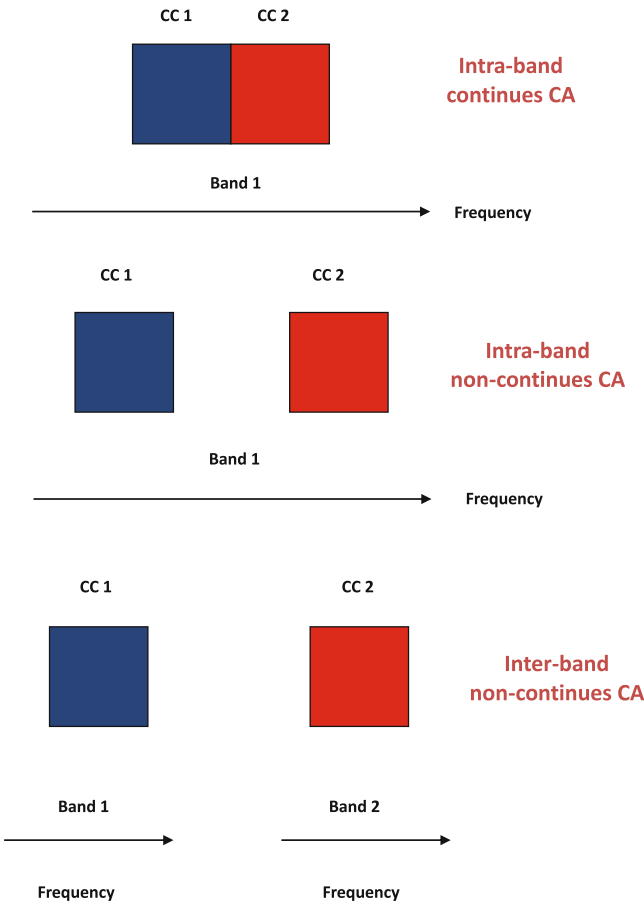 CC 1 CC 2
Intra-band
continues CA
Band 1
Frequency
CC 1 CC 2
Intra-band
non-continues CA
Band 1
Frequency
CC 1 CC 2
Inter-band
non-continues CA
Band 1 Band 2
Frequency Frequency